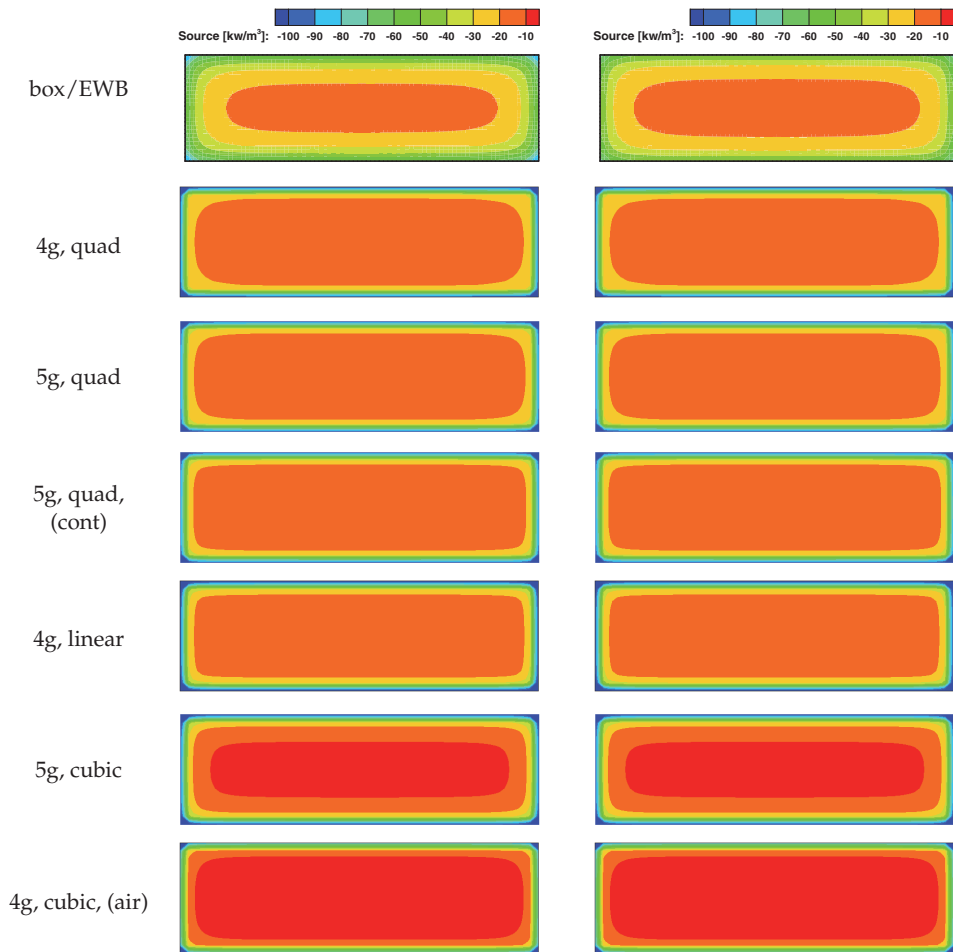 Source [kw/m³]: -100 -90 -80 -70 -60 -50 -40 -30 -20 -10
Source [kw/m³]: -100 -90 -80 -70 -60 -50 -40 -30 -20 -10
box/EWB
4g, quad
5g, quad
5g, quad,
(cont)
4g, linear
5g, cubic
4g, cubic, (air)